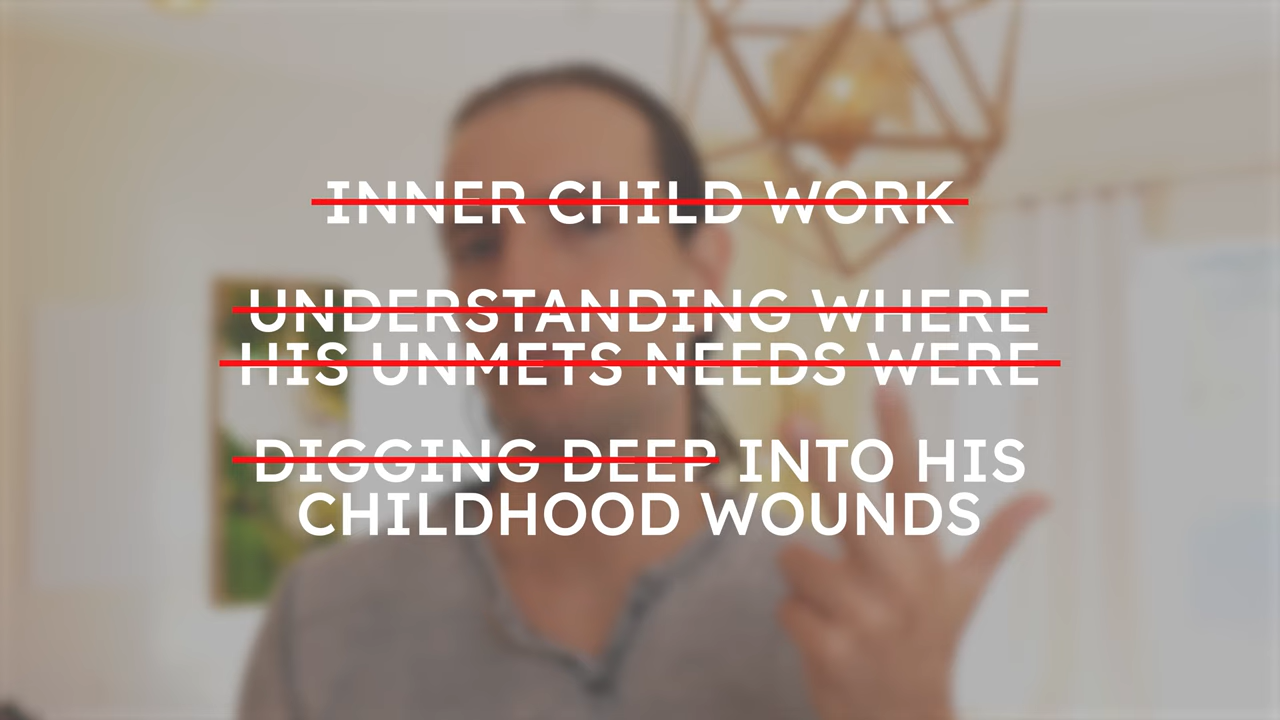 INNER CHILD WORK
UNDERSTANDING WHERE
HIS UNMETS NEEDS WERE
DIGGING DEEP INTO HIS
CHILDHOOD WOUNDS